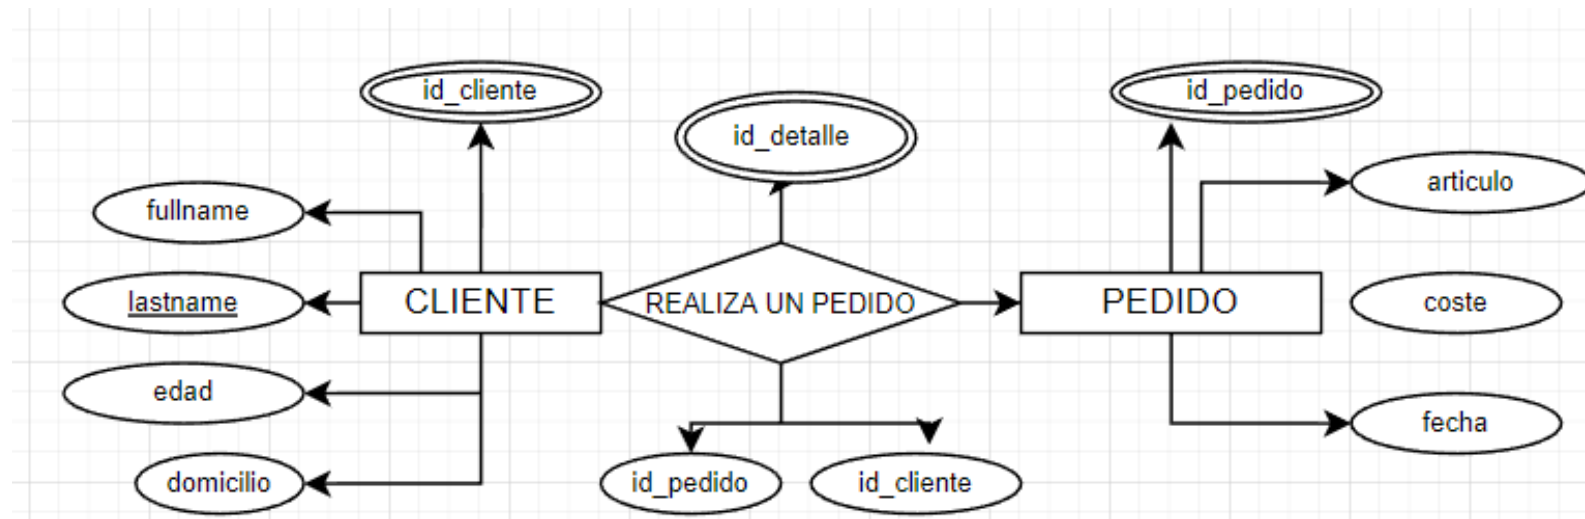 id_cliente
id_detalle
id_pedido
fullname
articulo
lastname
CLIENTE
REALIZA UN PEDIDO
PEDIDO
coste
edad
fecha
domicilio
id_pedido
id_cliente